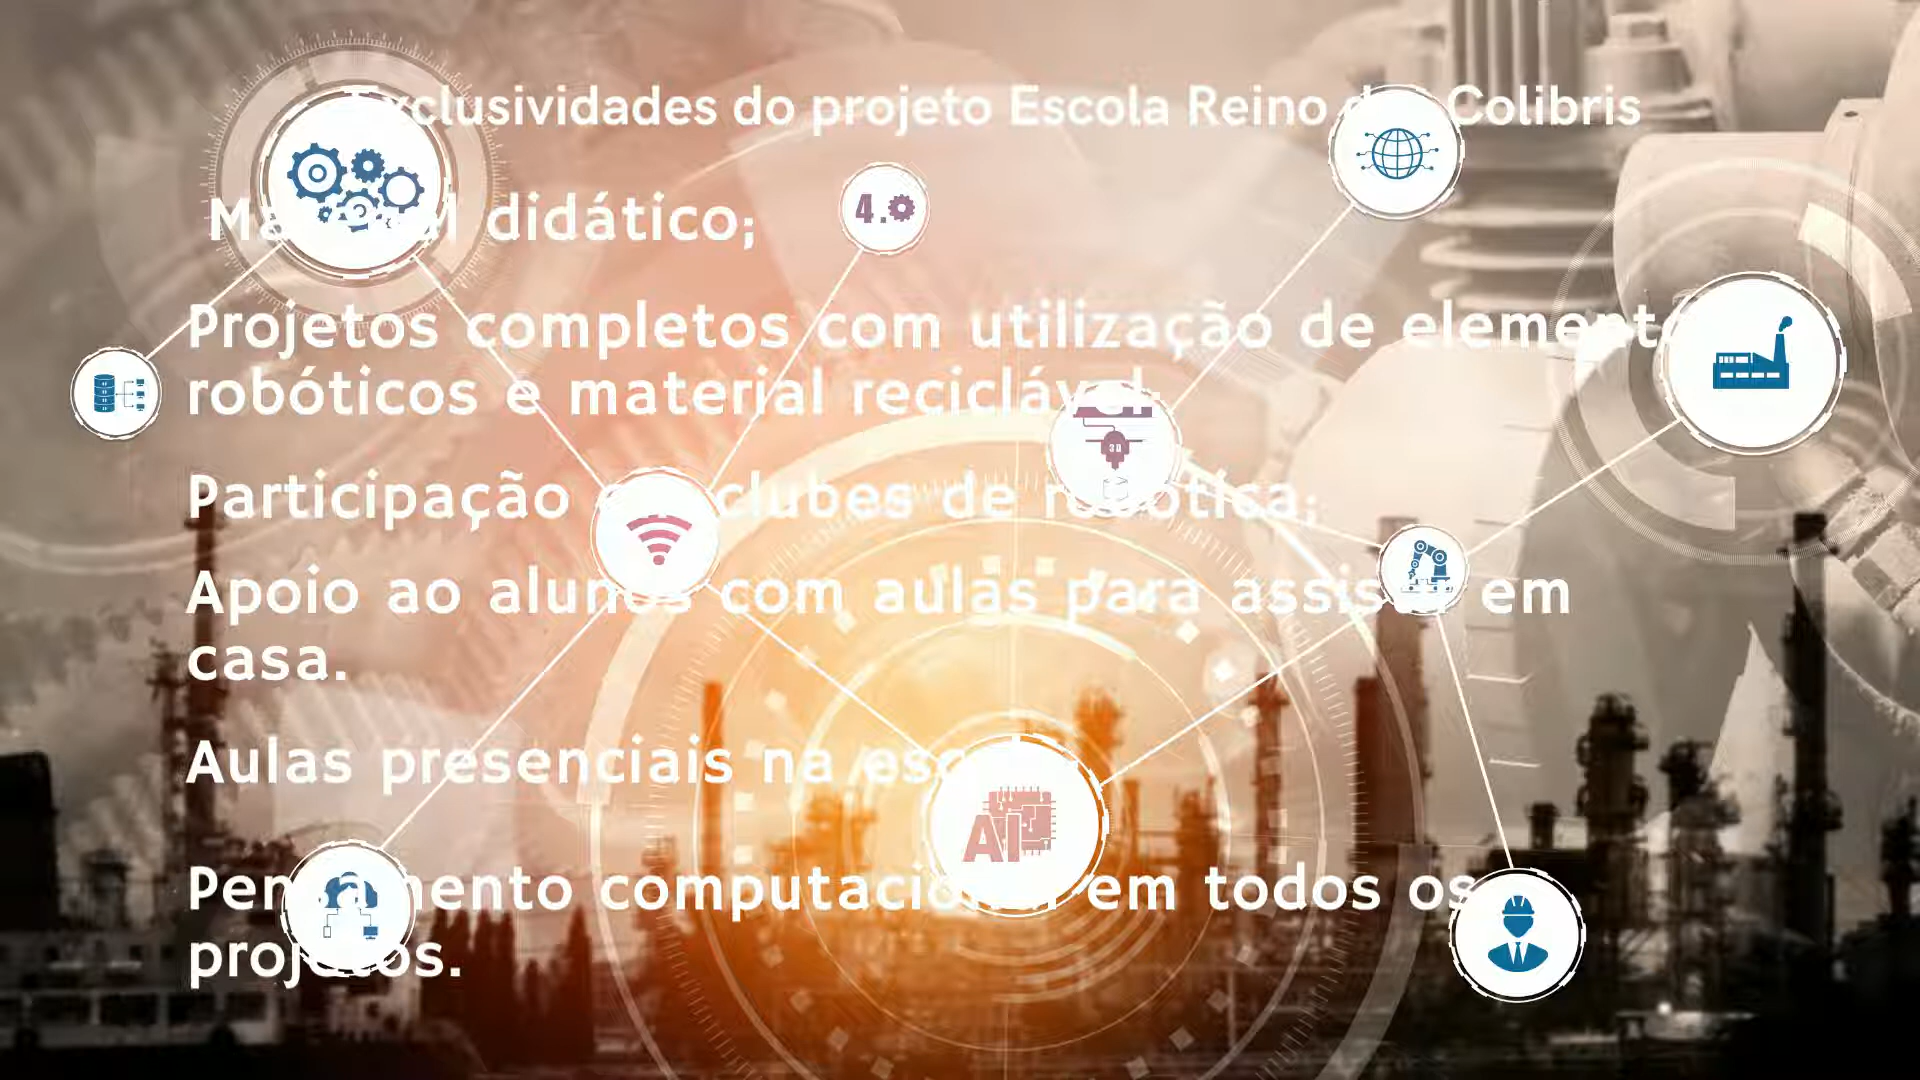 Exclusividades do projeto Escola Reino dos Colibris
Material didático;
4.
Projetos completos com utilização de elementos
robóticos e material reciclável;
3D
Participação em clubes de robótica;
Apoio ao alunos com aulas para assistir em
casa.
Aulas presenciais na escola
AI
Pensamento computacional em todos os
projetos.